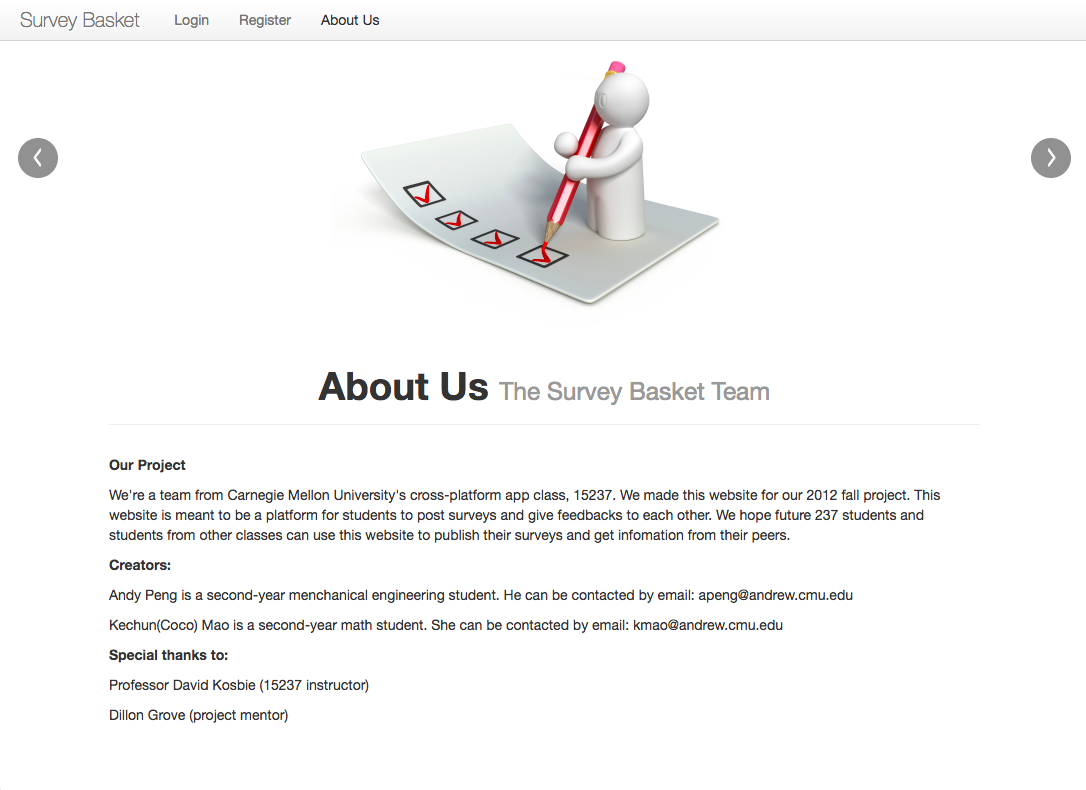 Survey Basket Login Register About Us
About Us The Survey Basket Team
Our Project
We're a team from Carnegie Mellon University's cross-platform app class, 15237. We made this website for our 2012 fall project. This
website is meant to be a platform for students to post surveys and give feedbacks to each other. We hope future 237 students and
students from other classes can use this website to publish their surveys and get infomation from their peers.
Creators:
Andy Peng is a second-year menchanical engineering student. He can be contacted by email: apeng@andrew.cmu.edu
Kechun(Coco) Mao is a second-year math student. She can be contacted by email: kmao@andrew.cmu.edu
Special thanks to:
Professor David Kosbie (15237 instructor)
Dillon Grove (project mentor)